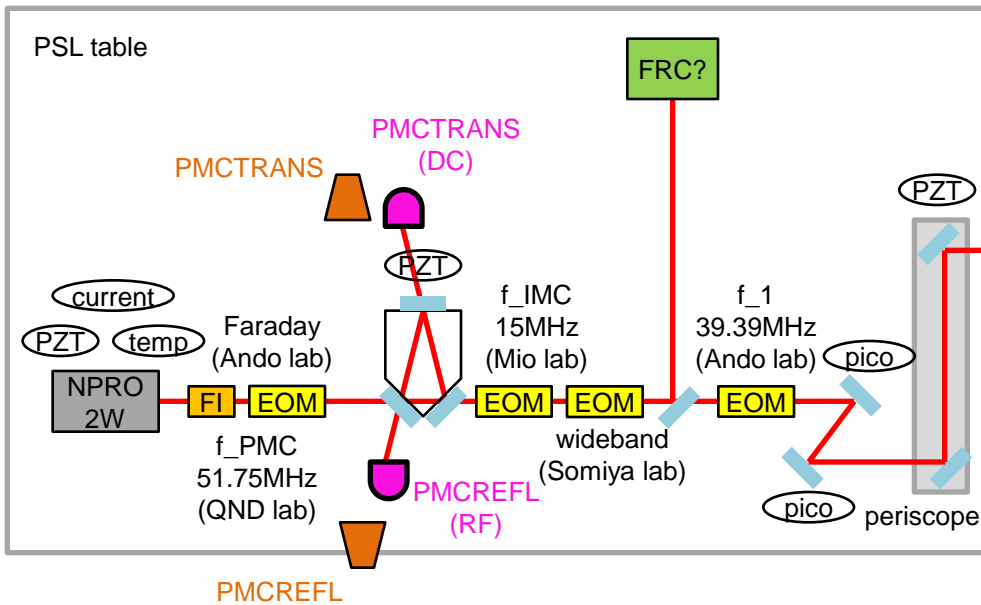 PSL table
FRC?
PMCTRANS
(DC)
PMCTRANS
PZT
PZT
current
PZT
temp
Faraday
(Ando lab)
f_IMC
15MHz
(Mio lab)
f_1
39.39MHz
(Ando lab)
pico
NPRO
2W
FI
EOM
EOM
EOM
EOM
f_PMC
51.75MHz
(QND lab)
wideband
(Somiya lab)
PMCREFL
(RF)
pico
periscope
PMCREFL